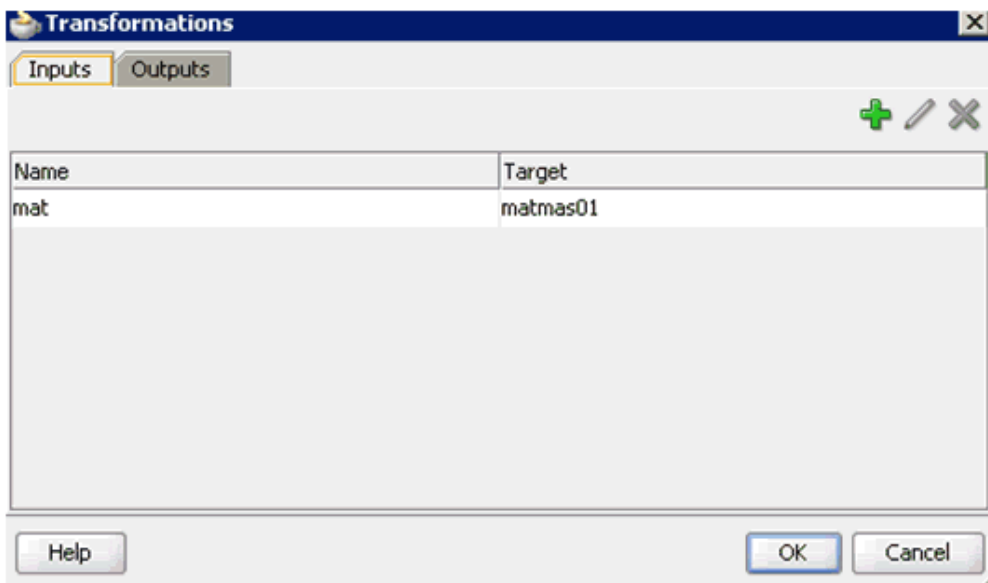 Transformations
Inputs Outputs
Name Target
mat matmas01
Help OK Cancel